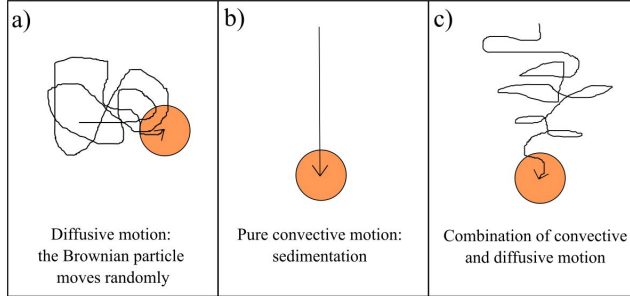 a)
Diffusive motion:
the Brownian particle
moves randomly
b)
Pure convective motion:
sedimentation
c)
Combination of convective
and diffusive motion